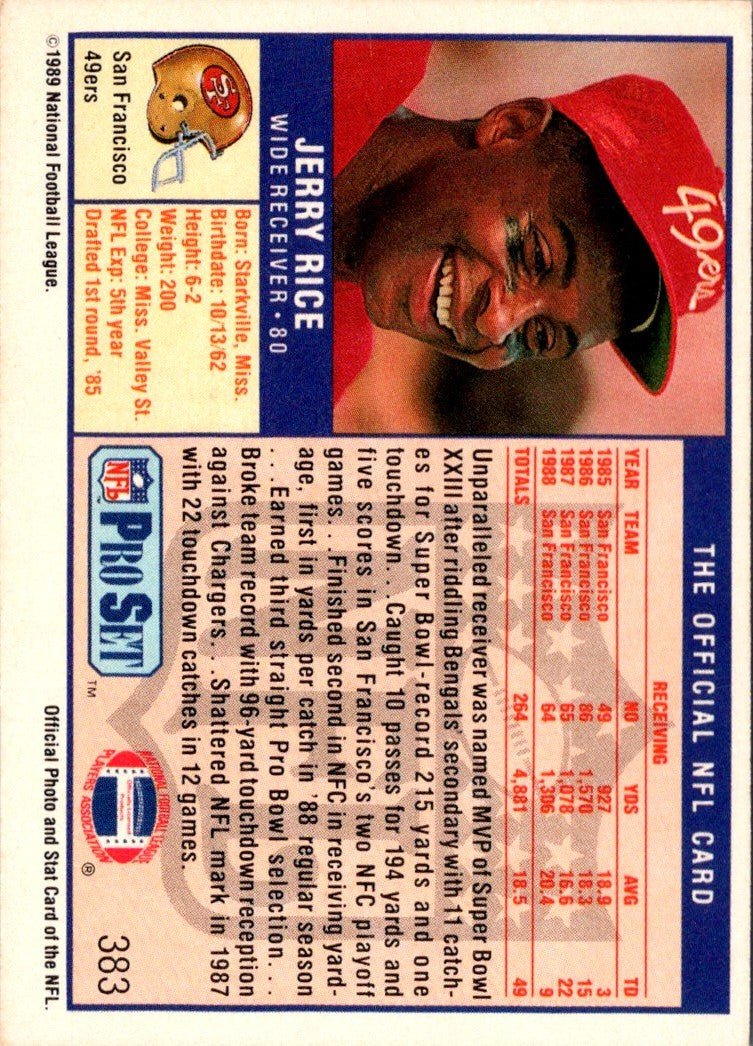 THE OFFICIAL NFL CARD
49ers
JERRY RICE
WIDE RECEIVER • 80
SF
San Francisco
49ers
Born: Starkville, Miss.
Birthdate: 10/13/62
Height: 6-2
Weight: 200
College: Miss. Valley St.
NFL Exp: 5th year
Drafted 1st round, '85
RECEIVING
YEAR TEAM NO YDS AVG TD
1985 San Francisco 49 927 18.9 3
1986 San Francisco 86 1,570 18.3 15
1987 San Francisco 65 1,078 16.6 22
1988 San Francisco 64 1,306 20.4 9
TOTALS 264 4,881 18.5 49
Unparalleled receiver was named MVP of Super Bowl
XXIII after riddling Bengals' secondary with 11 catch-
es for Super Bowl-record 215 yards and one
touchdown. . .Caught 10 passes for 194 yards and
five scores in San Francisco's two NFC playoff
games. . .Finished second in NFC in receiving yard-
age, first in yards per catch in '88 regular season
. . .Earned third straight Pro Bowl selection. . .
Broke team record with 96-yard touchdown reception
against Chargers. . .Shattered NFL mark in 1987
with 22 touchdown catches in 12 games.
NFL PRO SET ™
NATIONAL FOOTBALL LEAGUE
PLAYERS ASSOCIATION ®
Officially Licensed
Product
383
© 1989 National Football League.
Official Photo and Stat Card of the NFL.